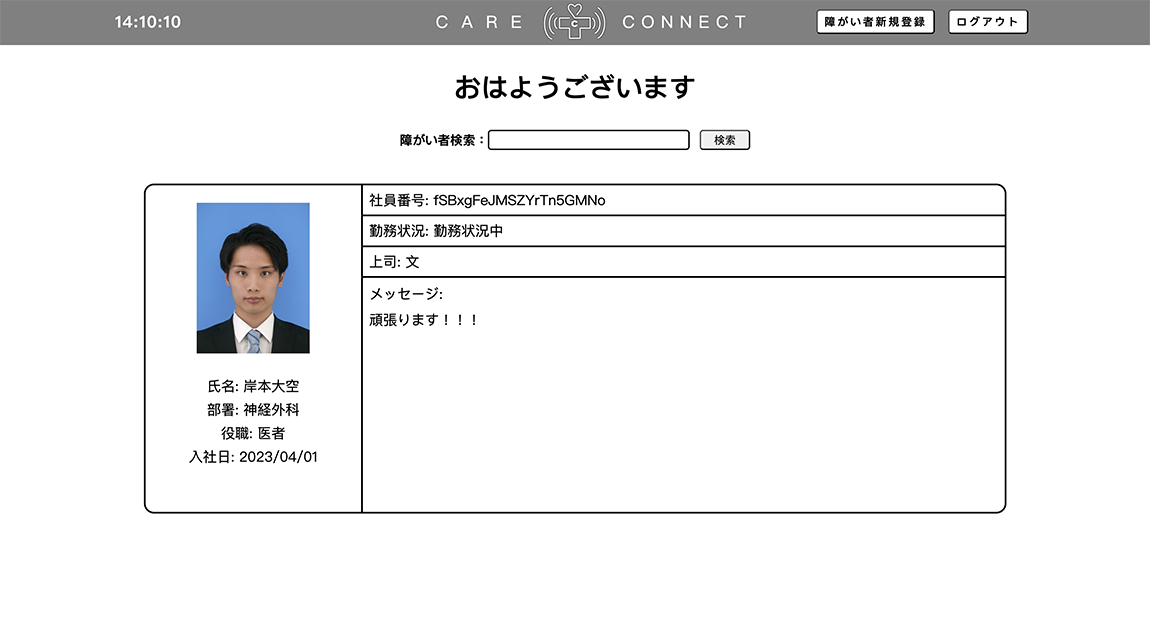 14:10:10
CARE C CONNECT
障がい者新規登録
ログアウト
おはようございます
障がい者検索：
検索
氏名: 岸本大空
部署: 神経外科
役職: 医者
入社日: 2023/04/01
社員番号: fSBxgFeJMSZYrTn5GMNo
勤務状況: 勤務状況中
上司: 文
メッセージ:
頑張ります！！！